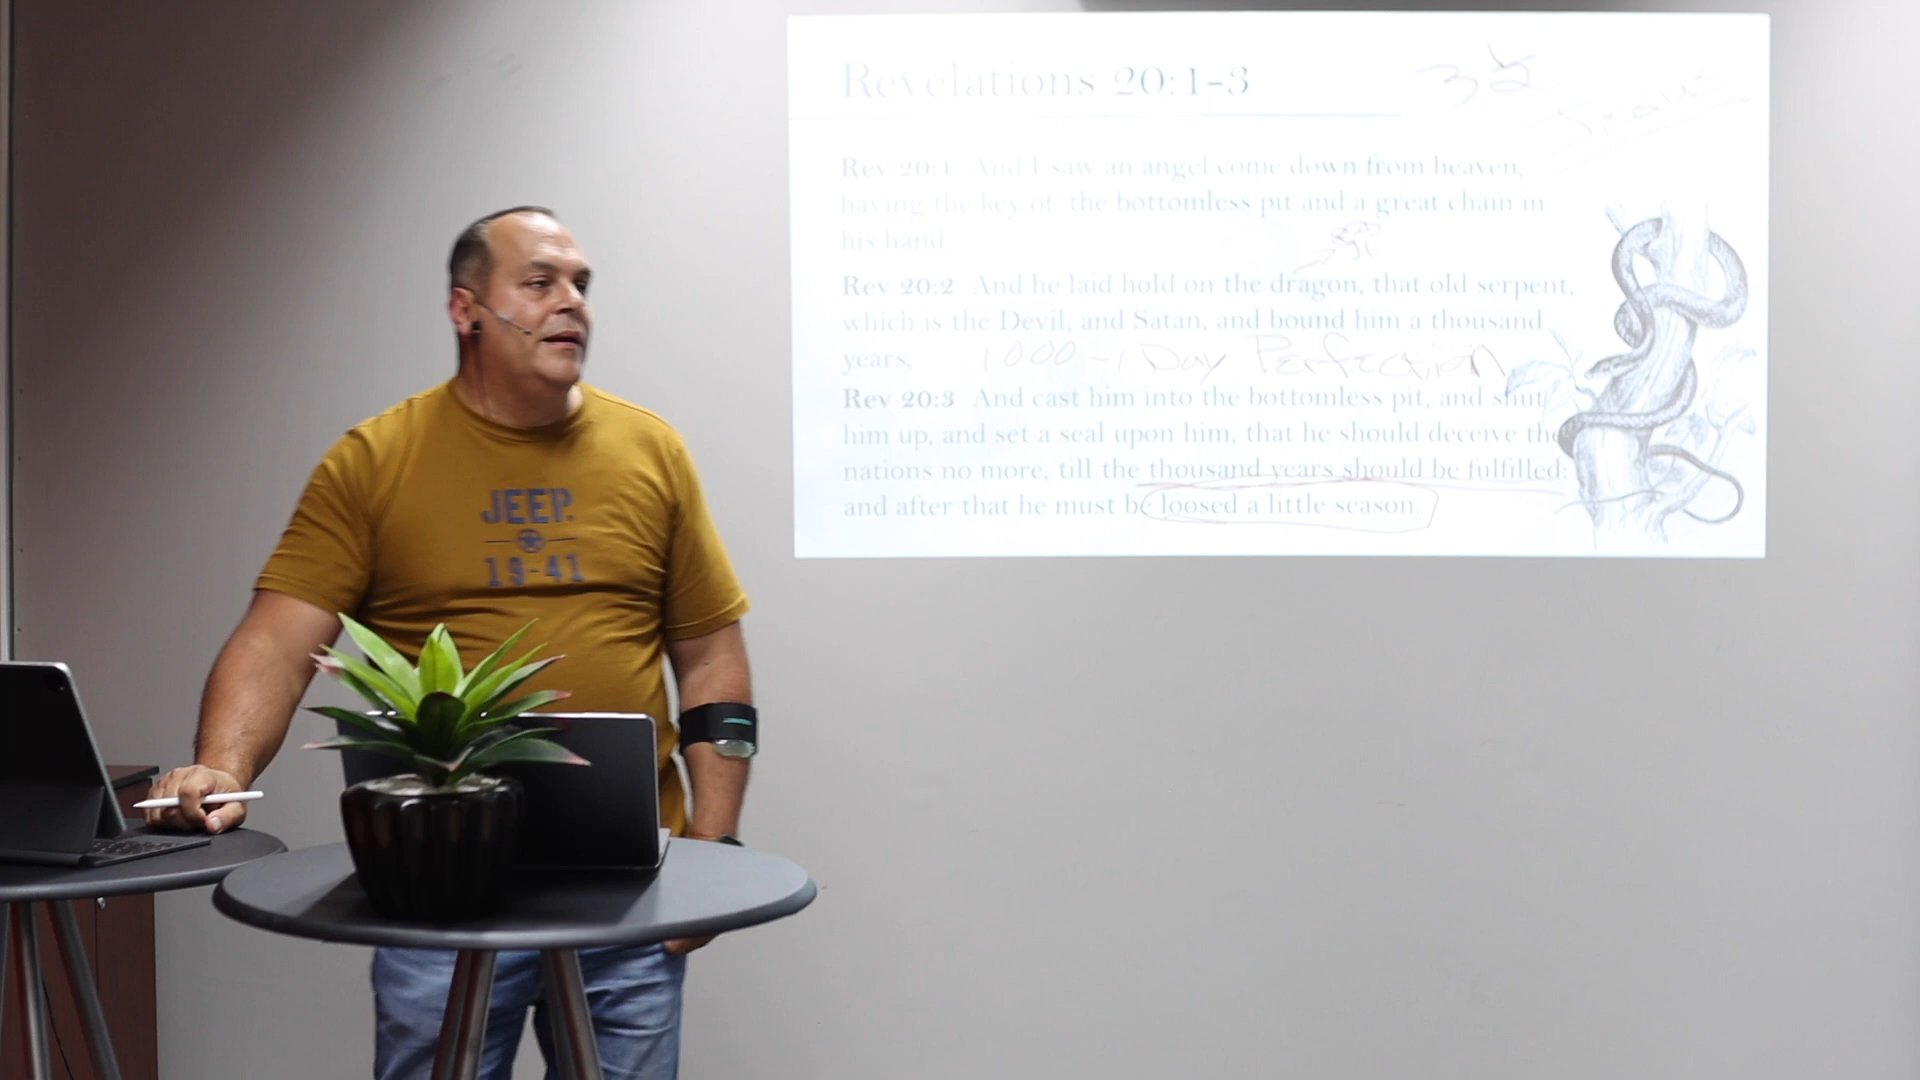 Revelations 20:1-3
3 1/2
Jesus
Rev 20:1 And I saw an angel come down from heaven,
having the key of the bottomless pit and a great chain in
his hand
Rev 20:2 And he laid hold on the dragon, that old serpent,
which is the Devil, and Satan, and bound him a thousand
years,
1000 - 1 Day Perfection
Rev 20:3 And cast him into the bottomless pit, and shut
him up, and set a seal upon him, that he should deceive the
nations no more, till the thousand years should be fulfilled:
and after that he must be loosed a little season.
JEEP.
19-41